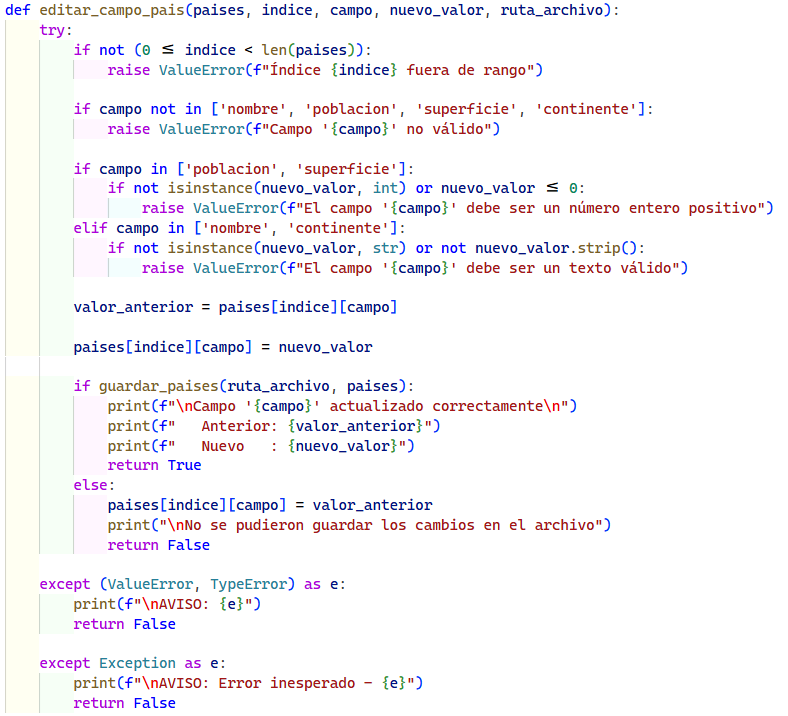 def editar_campo_pais(paises, indice, campo, nuevo_valor, ruta_archivo):
    try:
        if not (0 ≤ indice < len(paises)):
            raise ValueError(f"Índice {indice} fuera de rango")

        if campo not in ['nombre', 'poblacion', 'superficie', 'continente']:
            raise ValueError(f"Campo '{campo}' no válido")

        if campo in ['poblacion', 'superficie']:
            if not isinstance(nuevo_valor, int) or nuevo_valor ≤ 0:
                raise ValueError(f"El campo '{campo}' debe ser un número entero positivo")
        elif campo in ['nombre', 'continente']:
            if not isinstance(nuevo_valor, str) or not nuevo_valor.strip():
                raise ValueError(f"El campo '{campo}' debe ser un texto válido")

        valor_anterior = paises[indice][campo]

        paises[indice][campo] = nuevo_valor

        if guardar_paises(ruta_archivo, paises):
            print(f"\nCampo '{campo}' actualizado correctamente\n")
            print(f"   Anterior: {valor_anterior}")
            print(f"   Nuevo   : {nuevo_valor}")
            return True
        else:
            paises[indice][campo] = valor_anterior
            print("\nNo se pudieron guardar los cambios en el archivo")
            return False

    except (ValueError, TypeError) as e:
        print(f"\nAVISO: {e}")
        return False

    except Exception as e:
        print(f"\nAVISO: Error inesperado - {e}")
        return False